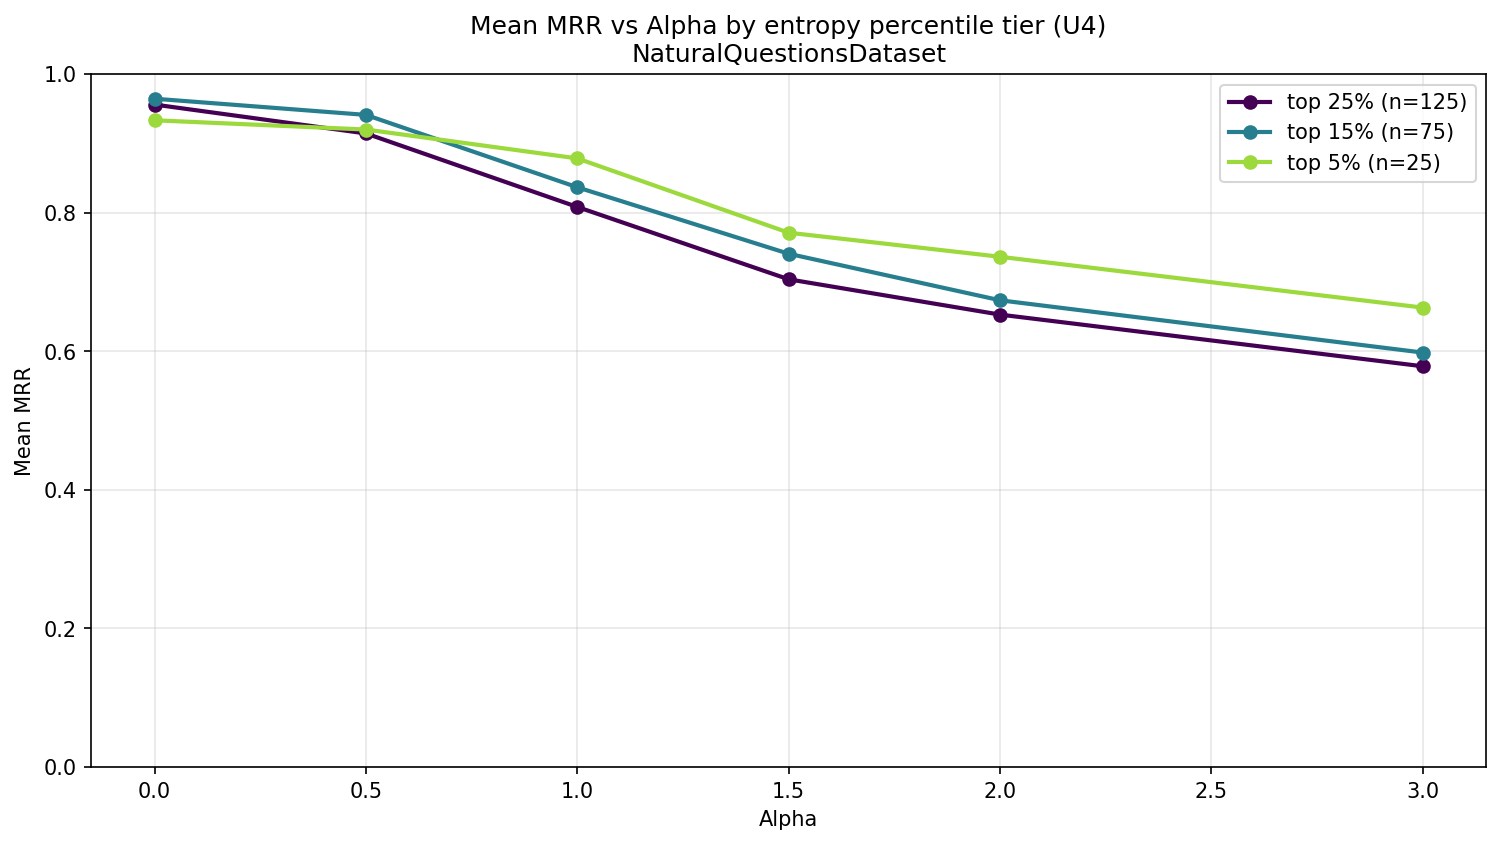 Mean MRR vs Alpha by entropy percentile tier (U4)
NaturalQuestionsDataset
top 25% (n=125)
top 15% (n=75)
top 5% (n=25)
Mean MRR
1.0
0.8
0.6
0.4
0.2
0.0
0.0 0.5 1.0 1.5 2.0 2.5 3.0
Alpha